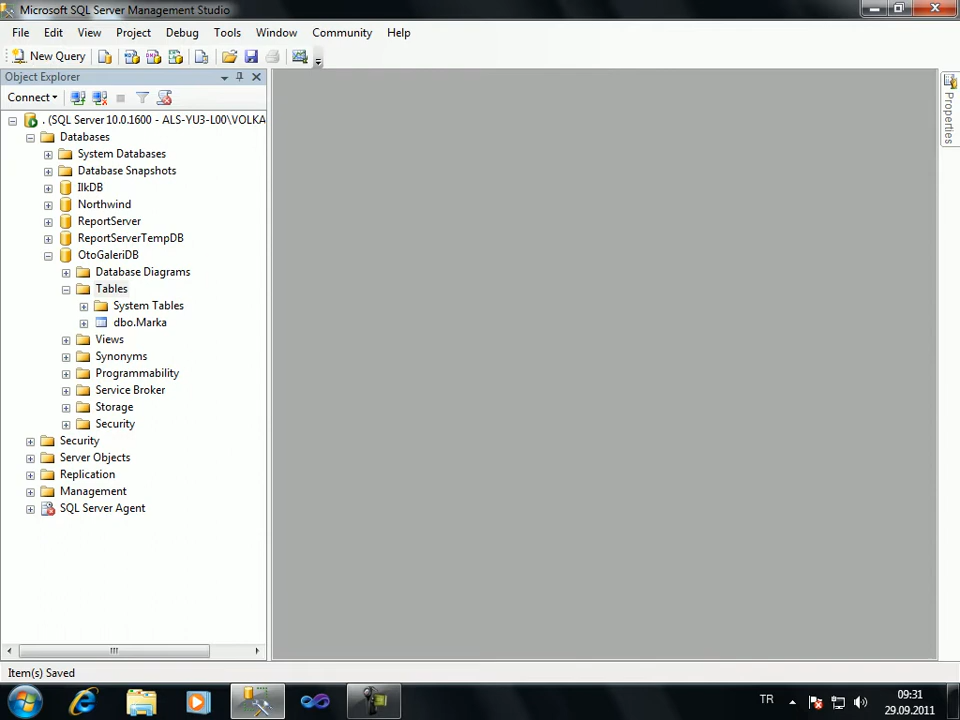 Microsoft SQL Server Management Studio
File Edit View Project Debug Tools Window Community Help
New Query
Object Explorer
Properties
Connect
. (SQL Server 10.0.1600 - ALS-YU3-L00\VOLKA
Databases
System Databases
Database Snapshots
IlkDB
Northwind
ReportServer
ReportServerTempDB
OtoGaleriDB
Database Diagrams
Tables
System Tables
dbo.Marka
Views
Synonyms
Programmability
Service Broker
Storage
Security
Security
Server Objects
Replication
Management
SQL Server Agent
Item(s) Saved
TR
09:31
29.09.2011